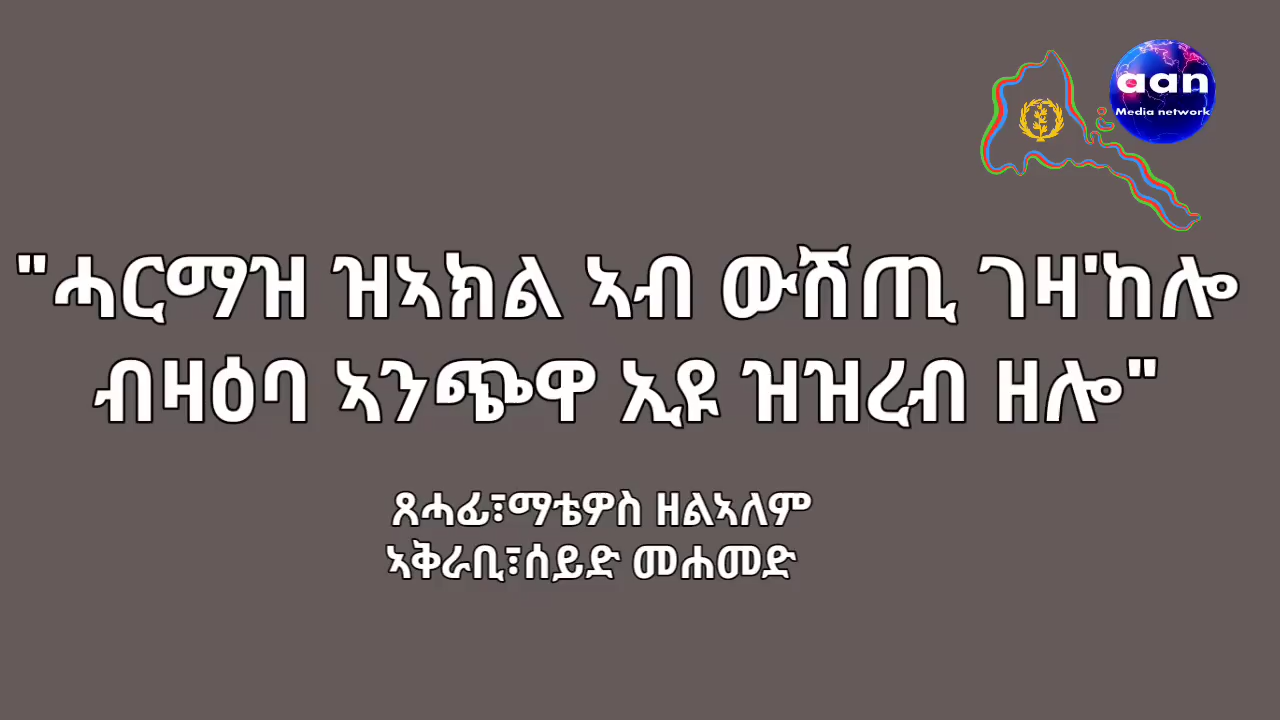 aan
Media network
"ሓርማዝ ዝኣክል ኣብ ውሽጢ ገዛ'ከሎ
ብዛዕባ ኣንጭዋ ኢዩ ዝዝረብ ዘሎ"
ጸሓፊ፣ማቴዎስ ዘልኣለም
ኣቅራቢ፣ሰይድ መሐመድ